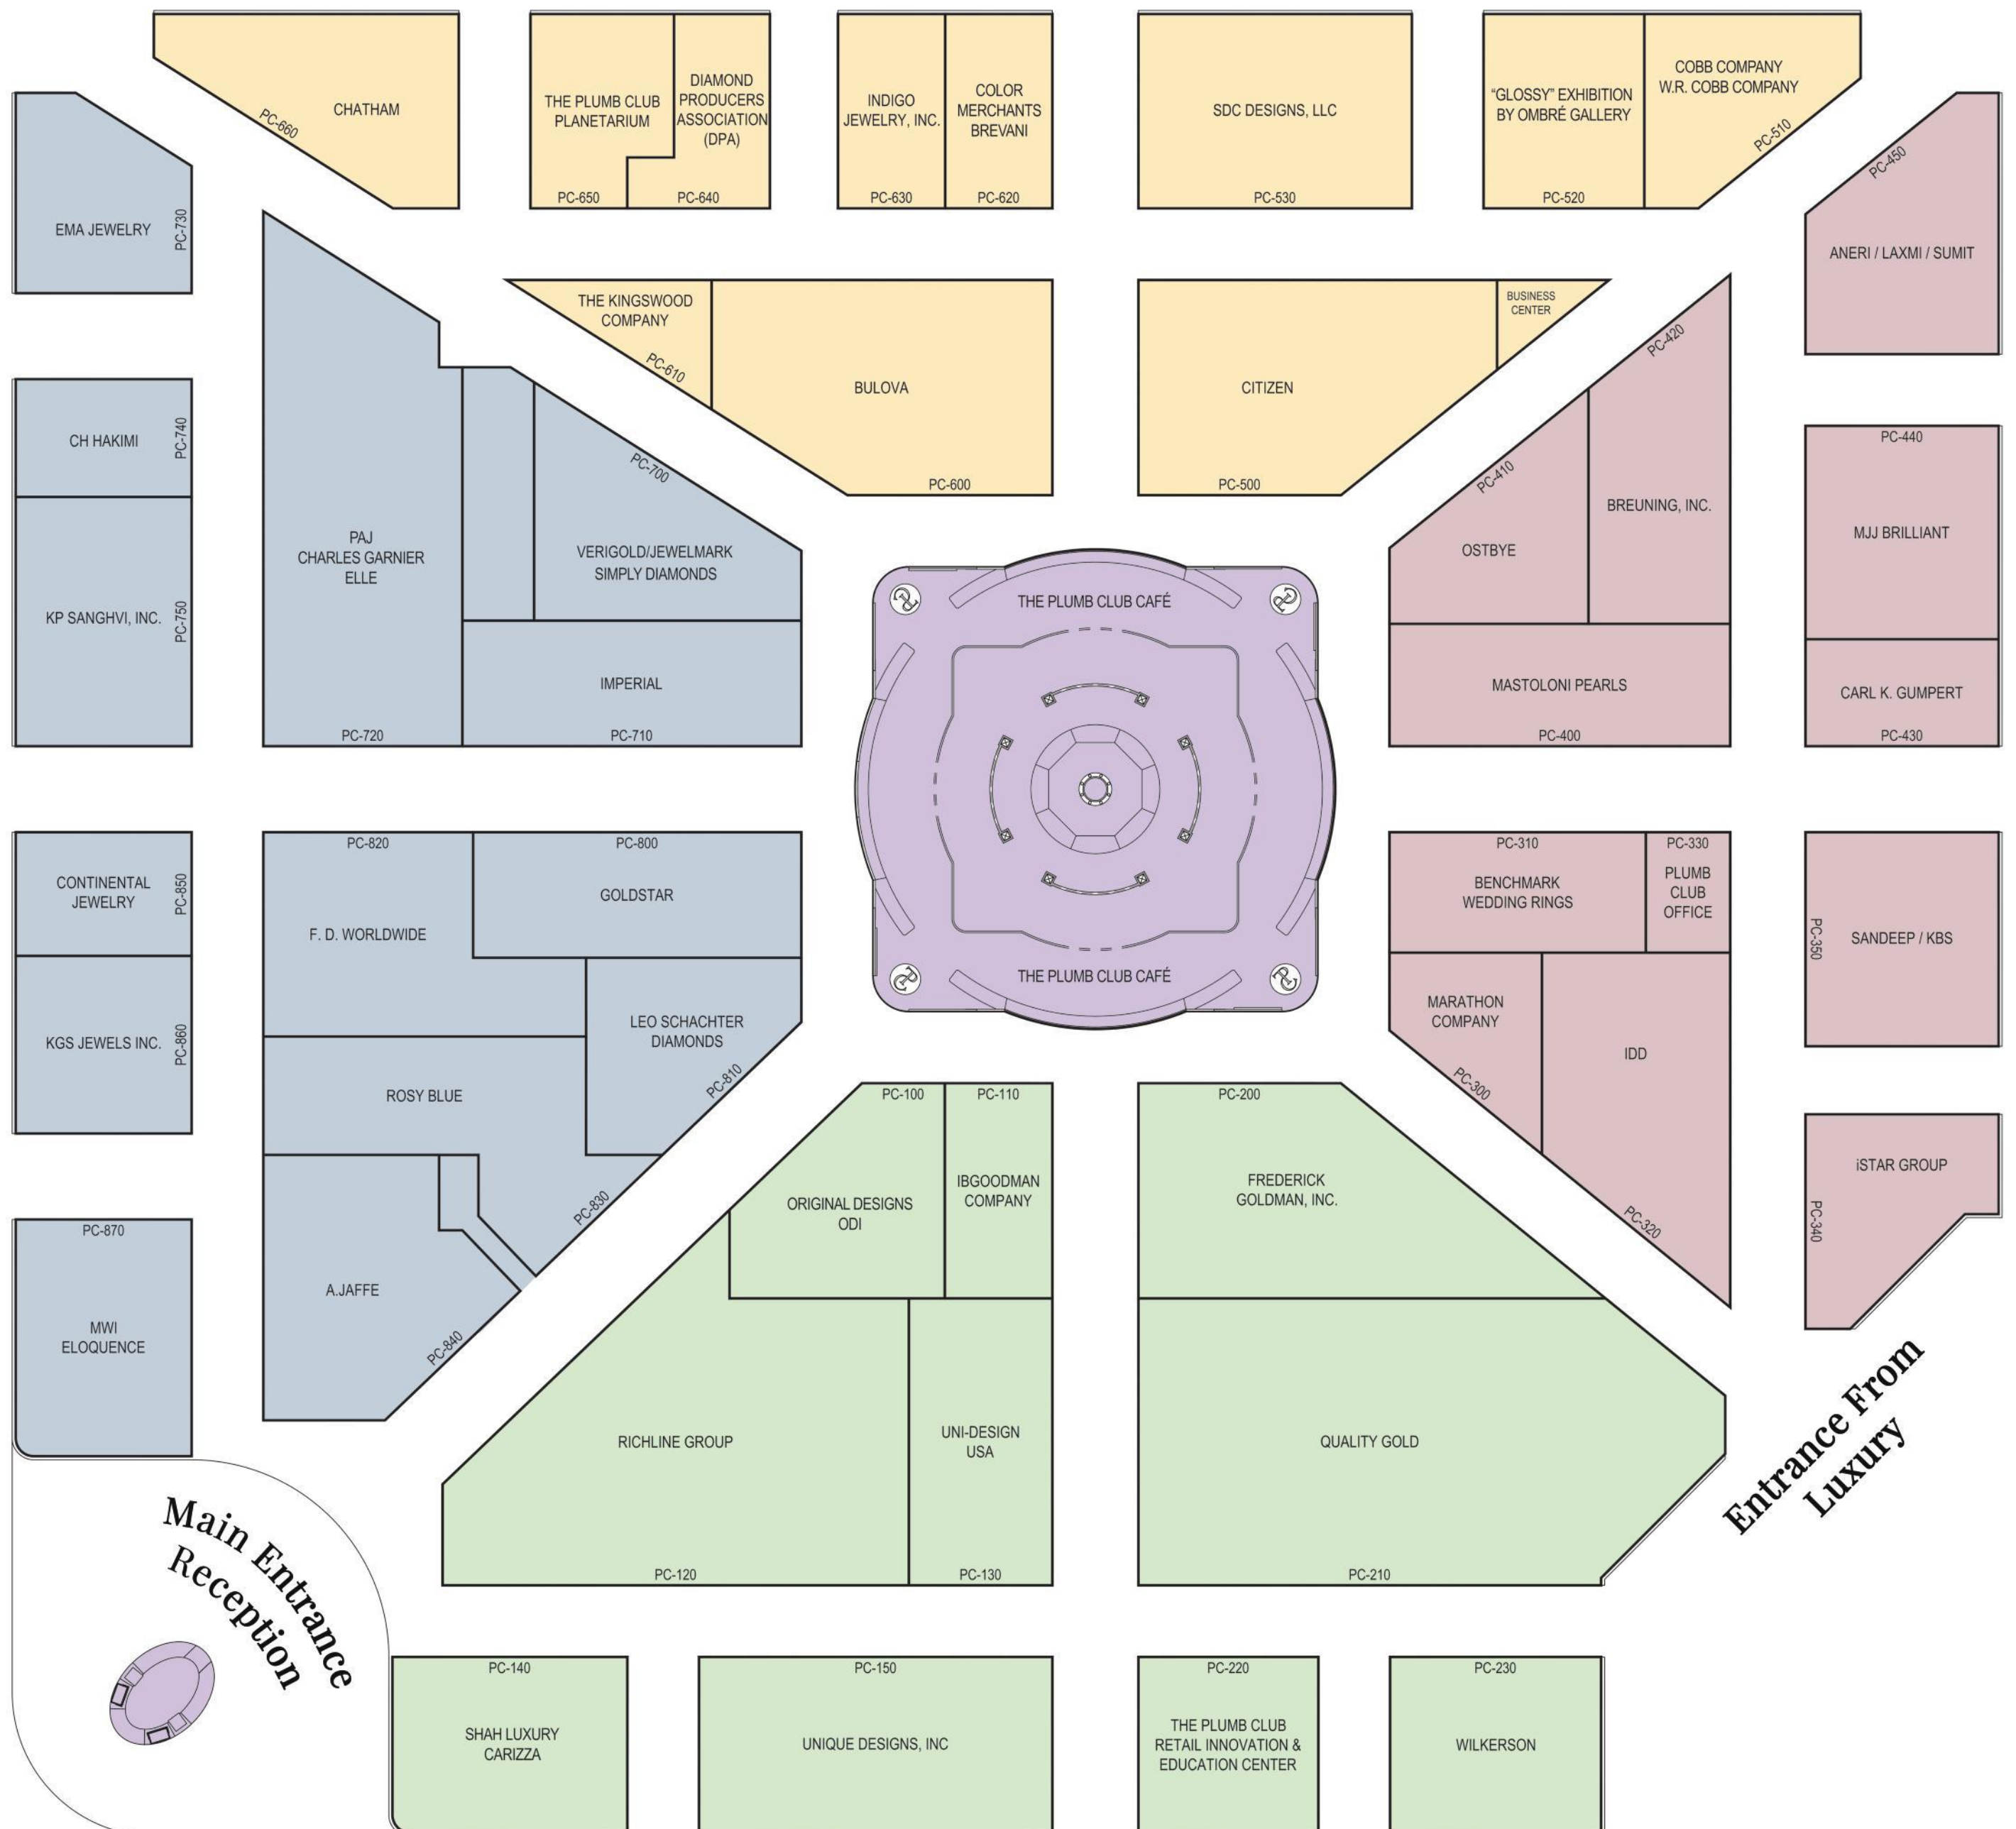 CHATHAM
PC-660
THE PLUMB CLUB
PLANETARIUM
PC-650
DIAMOND
PRODUCERS
ASSOCIATION
(DPA)
PC-640
INDIGO
JEWELRY, INC.
PC-630
COLOR
MERCHANTS
BREVANI
PC-620
SDC DESIGNS, LLC
PC-530
"GLOSSY" EXHIBITION
BY OMBRÉ GALLERY
PC-520
COBB COMPANY
W.R. COBB COMPANY
PC-510
EMA JEWELRY
PC-730
THE KINGSWOOD
COMPANY
PC-610
BULOVA
PC-600
CITIZEN
PC-500
BUSINESS
CENTER
PC-450
ANERI / LAXMI / SUMIT
CH HAKIMI
PC-740
KP SANGHVI, INC.
PC-750
PAJ
CHARLES GARNIER
ELLE
PC-720
PC-700
VERIGOLD/JEWELMARK
SIMPLY DIAMONDS
IMPERIAL
PC-710
THE PLUMB CLUB CAFÉ
THE PLUMB CLUB CAFÉ
PC-410
OSTBYE
PC-420
BREUNING, INC.
MASTOLONI PEARLS
PC-400
PC-440
MJJ BRILLIANT
CARL K. GUMPERT
PC-430
CONTINENTAL
JEWELRY
PC-850
KGS JEWELS INC.
PC-860
PC-820
F. D. WORLDWIDE
PC-800
GOLDSTAR
LEO SCHACHTER
DIAMONDS
PC-810
ROSY BLUE
PC-830
A.JAFFE
PC-840
PC-870
MWI
ELOQUENCE
PC-310
BENCHMARK
WEDDING RINGS
PC-330
PLUMB
CLUB
OFFICE
MARATHON
COMPANY
PC-300
IDD
PC-320
PC-350
SANDEEP / KBS
iSTAR GROUP
PC-340
PC-100
ORIGINAL DESIGNS
ODI
PC-110
IBGOODMAN
COMPANY
PC-200
FREDERICK
GOLDMAN, INC.
RICHLINE GROUP
PC-120
UNI-DESIGN
USA
PC-130
QUALITY GOLD
PC-210
Entrance From
Luxury
Main Entrance
Reception
PC-140
SHAH LUXURY
CARIZZA
PC-150
UNIQUE DESIGNS, INC
PC-220
THE PLUMB CLUB
RETAIL INNOVATION &
EDUCATION CENTER
PC-230
WILKERSON